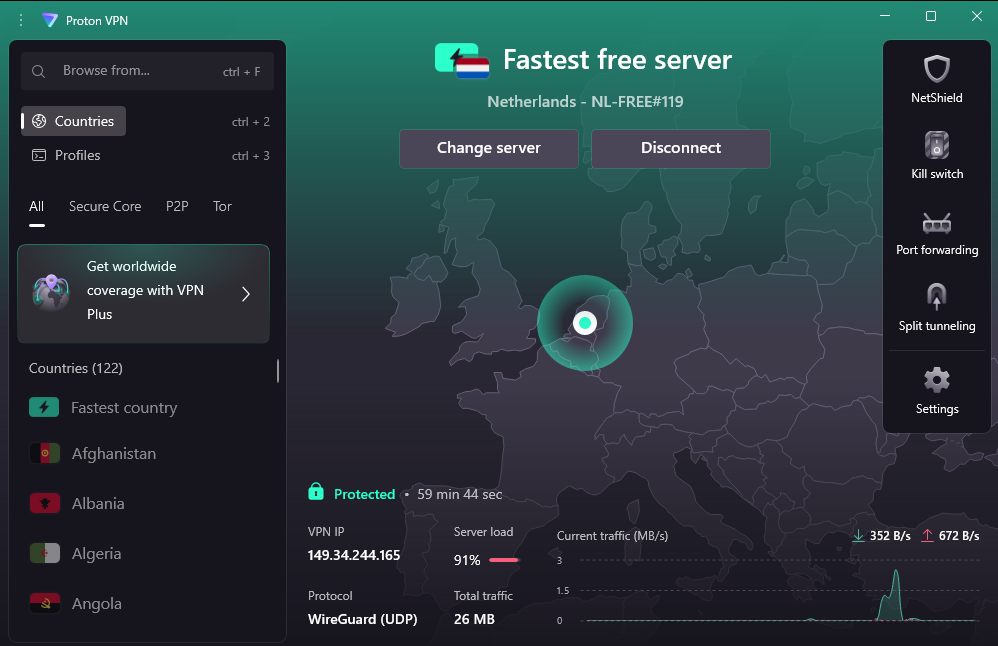 Proton VPN
Browse from...
ctrl + F
Countries
ctrl + 2
Profiles
ctrl + 3
All
Secure Core
P2P
Tor
Get worldwide
coverage with VPN
Plus
Countries (122)
Fastest country
Afghanistan
Albania
Algeria
Angola
Fastest free server
Netherlands - NL-FREE#119
Change server
Disconnect
Protected • 59 min 44 sec
VPN IP
149.34.244.165
Server load
91%
Protocol
WireGuard (UDP)
Total traffic
26 MB
Current traffic (MB/s)
352 B/s
672 B/s
3
1.5
0
NetShield
Kill switch
Port forwarding
Split tunneling
Settings